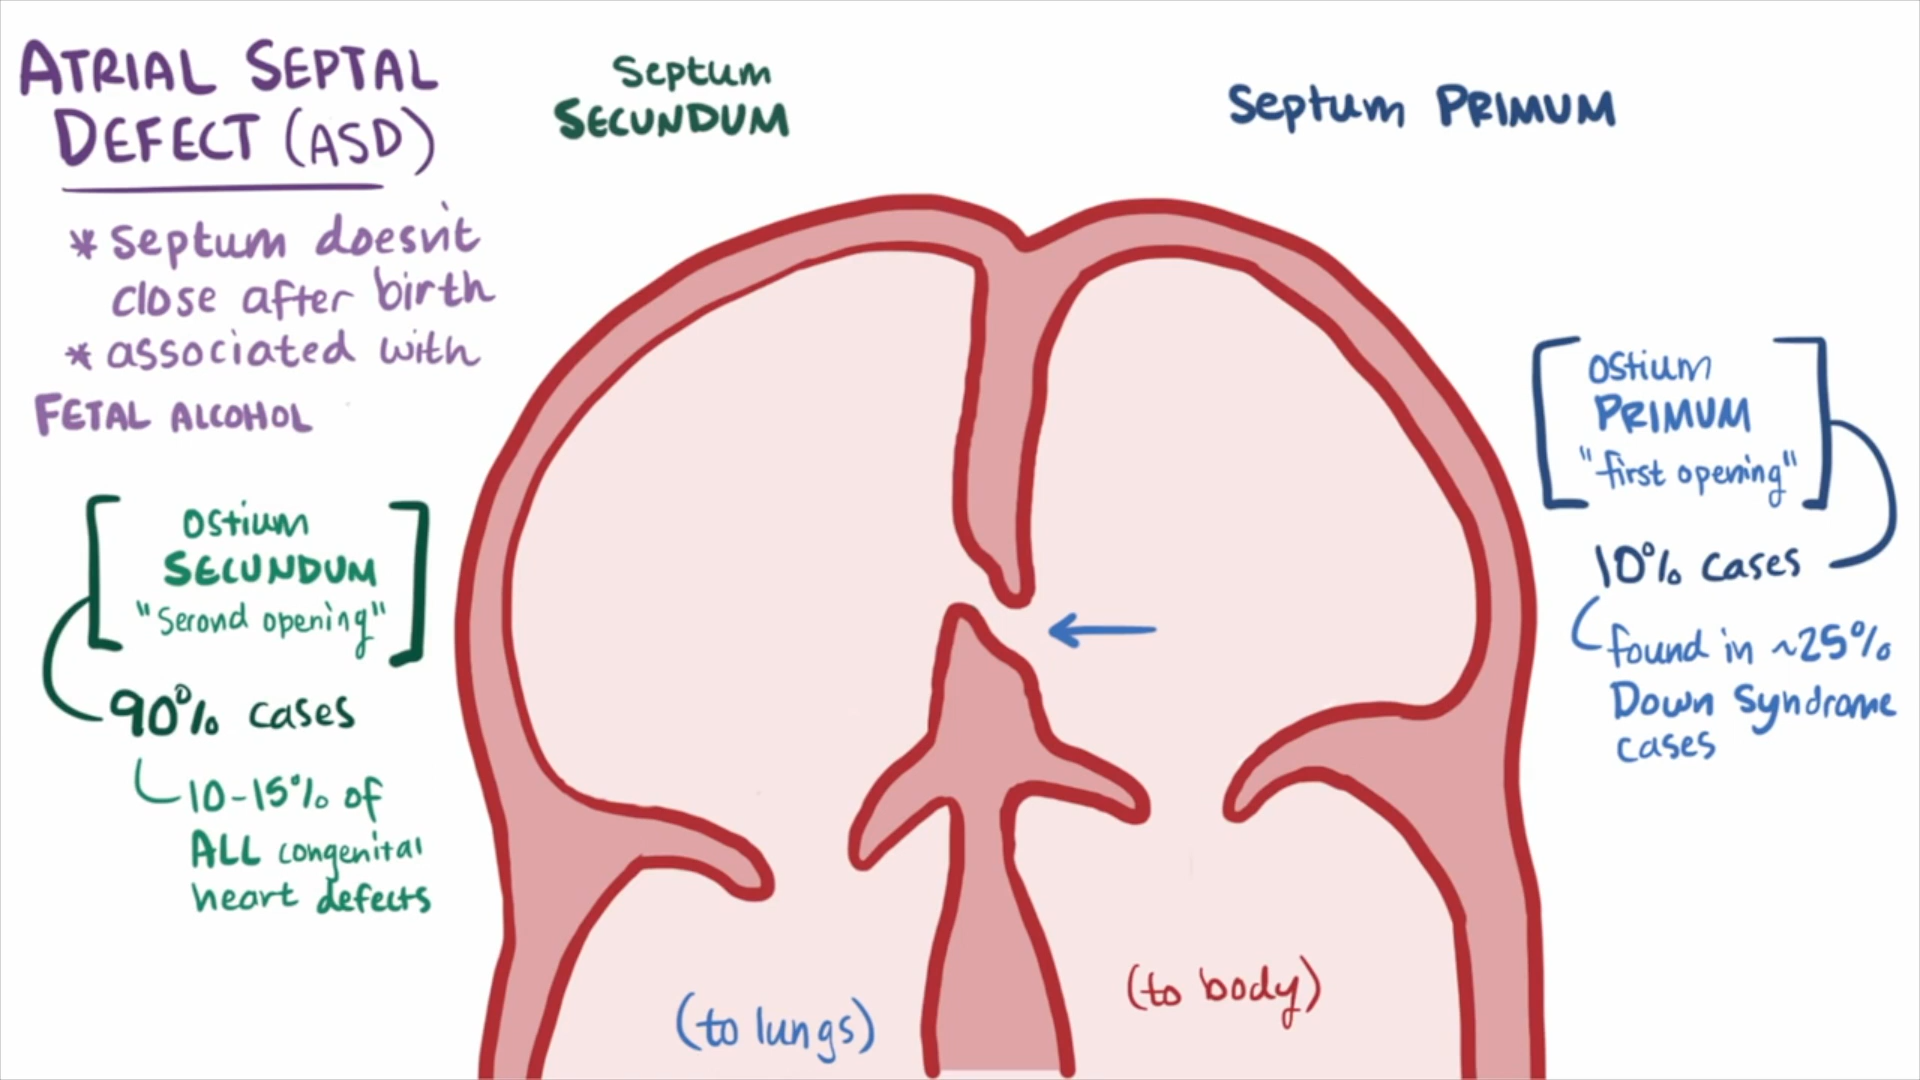 ATRIAL SEPTAL
DEFECT (ASD)
* septum doesn't
close after birth
* associated with
FETAL ALCOHOL
Septum
SECUNDUM
Septum PRIMUM
[ Ostium
SECUNDUM
"second opening" ]
90% cases
10-15% of
ALL congenital
heart defects
[ Ostium
PRIMUM
"first opening" ]
10% cases
found in ~25%
Down Syndrome
cases
(to lungs)
(to body)